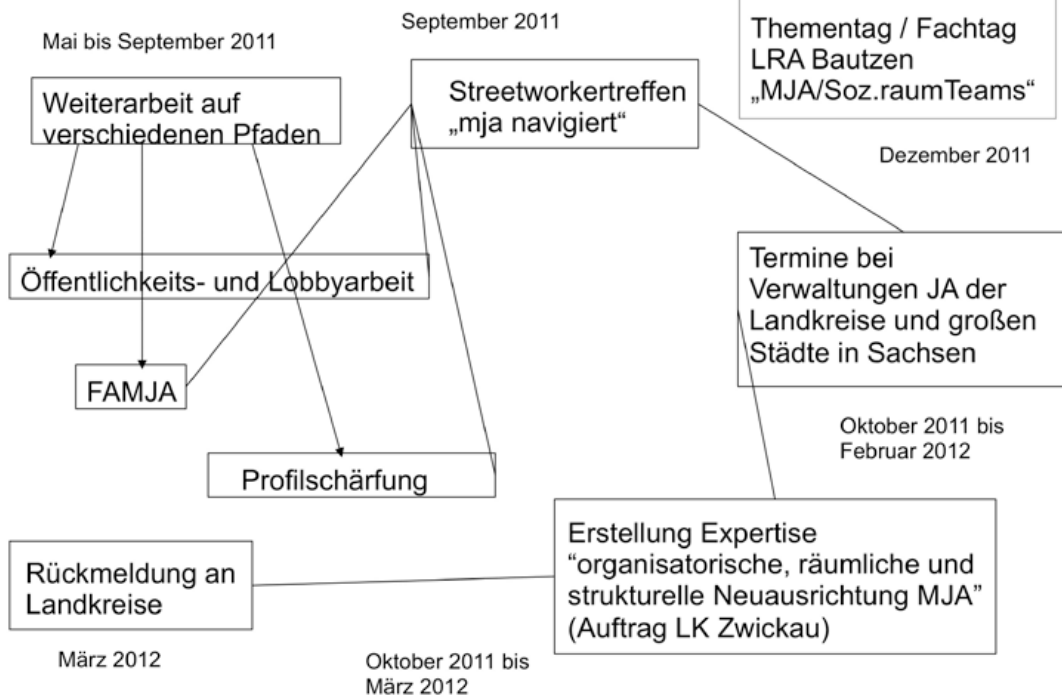 Mai bis September 2011
September 2011
Thementag / Fachtag
LRA Bautzen
„MJA/Soz.raumTeams“
Weiterarbeit auf
verschiedenen Pfaden
Streetworkertreffen
„mja navigiert“
Dezember 2011
Öffentlichkeits- und Lobbyarbeit
Termine bei
Verwaltungen JA der
Landkreise und großen
Städte in Sachsen
FAMJA
Oktober 2011 bis
Februar 2012
Profilschärfung
Erstellung Expertise
“organisatorische, räumliche und
strukturelle Neuausrichtung MJA”
(Auftrag LK Zwickau)
Rückmeldung an
Landkreise
März 2012
Oktober 2011 bis
März 2012